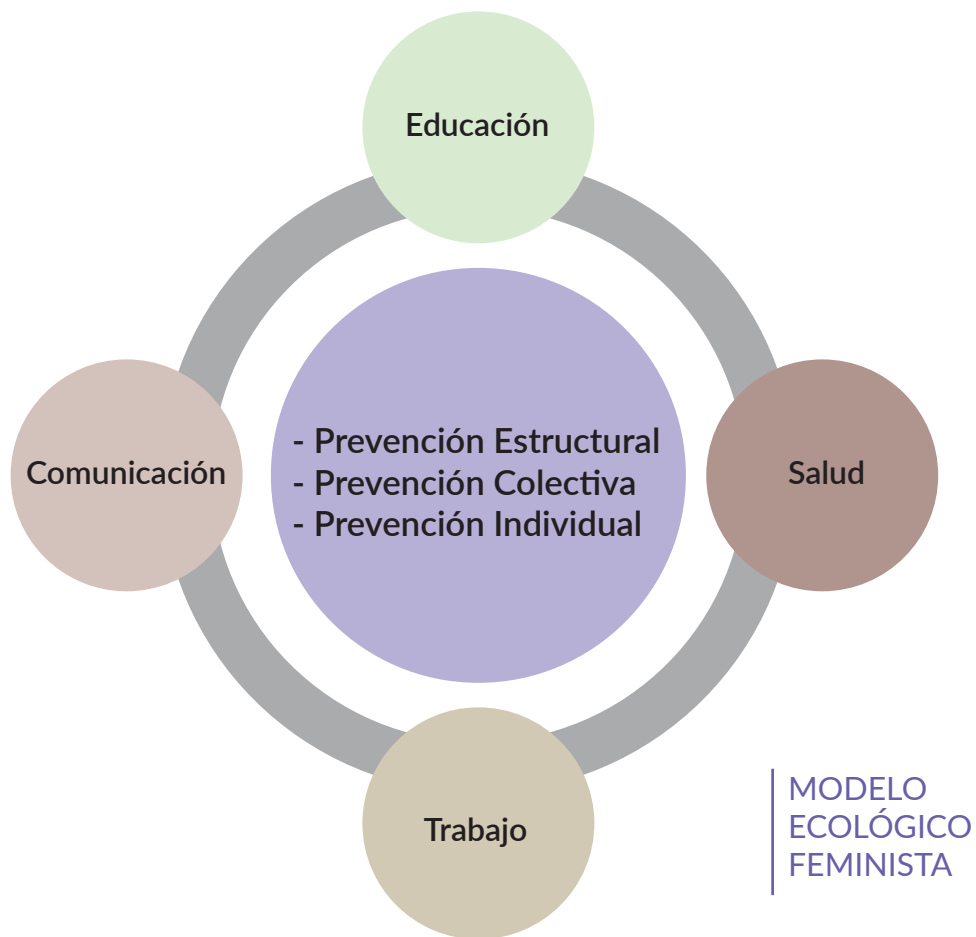 Educación
Comunicación
- Prevención Estructural
- Prevención Colectiva
- Prevención Individual
Salud
Trabajo
MODELO
ECOLÓGICO
FEMINISTA